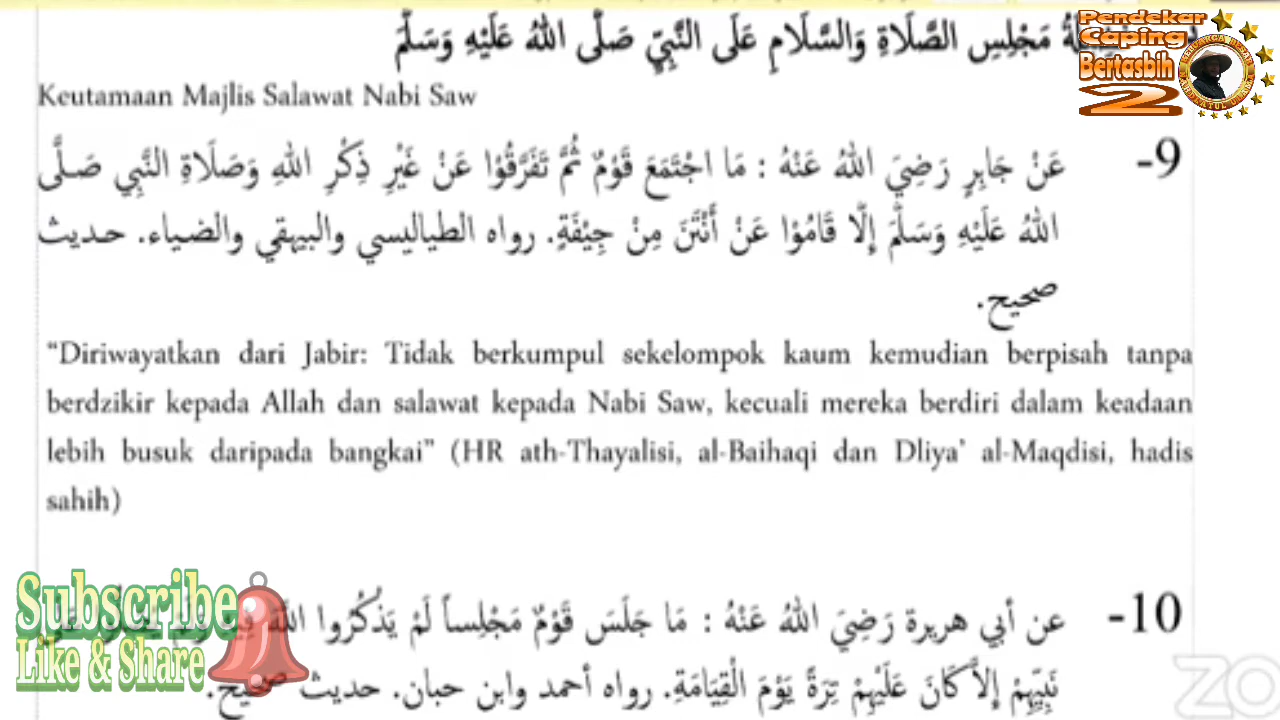 مَجْلِسِ الصَّلَاةِ وَالسَّلَامِ عَلَى النَّبِيِّ صَلَّى اللهُ عَلَيْهِ وَسَلَّمَ
Pendekar
Caping
Bertasbih
2
Keutamaan Majlis Salawat Nabi Saw
9- عَنْ جَابِرٍ رَضِيَ اللهُ عَنْهُ : مَا اجْتَمَعَ قَوْمٌ ثُمَّ تَفَرَّقُوْا عَنْ غَيْرِ ذِكْرِ اللهِ وَصَلَاةِ النَّبِي صَلَّى
اللهُ عَلَيْهِ وَسَلَّمَ إِلَّا قَامُوْا عَنْ أَنْتَنَ مِنْ جِيْفَةٍ. رواه الطياليسي والبيهقي والضياء. حديث
صحيح.
“Diriwayatkan dari Jabir: Tidak berkumpul sekelompok kaum kemudian berpisah tanpa
berdzikir kepada Allah dan salawat kepada Nabi Saw, kecuali mereka berdiri dalam keadaan
lebih busuk daripada bangkai” (HR ath-Thayalisi, al-Baihaqi dan Dliya’ al-Maqdisi, hadis
sahih)
10- عن أبي هريرة رَضِيَ اللهُ عَنْهُ : مَا جَلَسَ قَوْمٌ مَجْلِساً لَمْ يَذْكُرُوا
نَبِيِّهِمْ إِلاَّ كَانَ عَلَيْهِمْ تِرَةً يَوْمَ الْقِيَامَةِ. رواه أحمد وابن حبان. حديث صحيح.
Subscribe
Like & Share